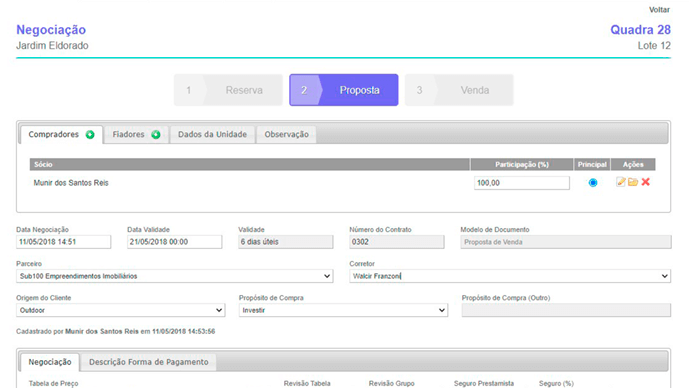 Voltar
Negociação
Quadra 28
Jardim Eldorado
Lote 12
1 Reserva
2 Proposta
3 Venda
Compradores Fiadores Dados da Unidade Observação
Sócio Participação (%) Principal Ações
Munir dos Santos Reis 100,00
Data Negociação Data Validade Validade Número do Contrato Modelo de Documento
11/05/2018 14:51 21/05/2018 00:00 6 dias úteis 0302 Proposta de Venda
Parceiro Corretor
Sub100 Empreendimentos Imobiliários Walcir Franzoni
Origem do Cliente Propósito de Compra Propósito de Compra (Outro)
Outdoor Investir
Cadastrado por Munir dos Santos Reis em 11/05/2018 14:53:56
Negociação Descrição Forma de Pagamento
Tabela de Preço Revisão Tabela Revisão Grupo Seguro Prestamista Seguro (%)